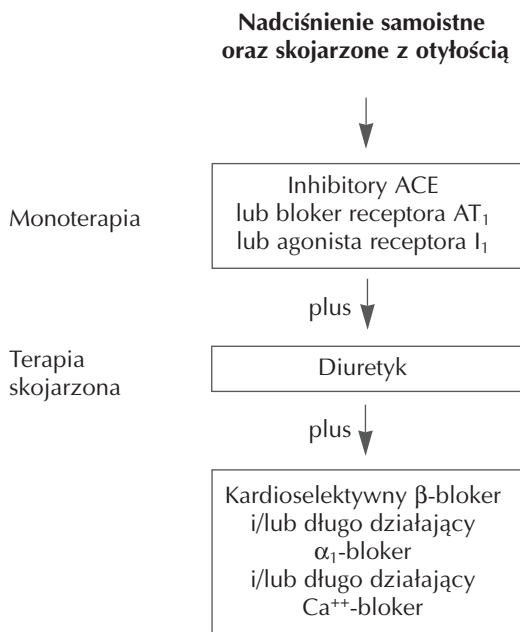 Nadciśnienie samoistne
oraz skojarzone z otyłością
Monoterapia
Inhibitory ACE
lub bloker receptora AT₁
lub agonista receptora I₁
plus
Terapia
skojarzona
Diuretyk
plus
Kardioselektywny β-bloker
i/lub długo działający
α₁-bloker
i/lub długo działający
Ca⁺⁺-bloker